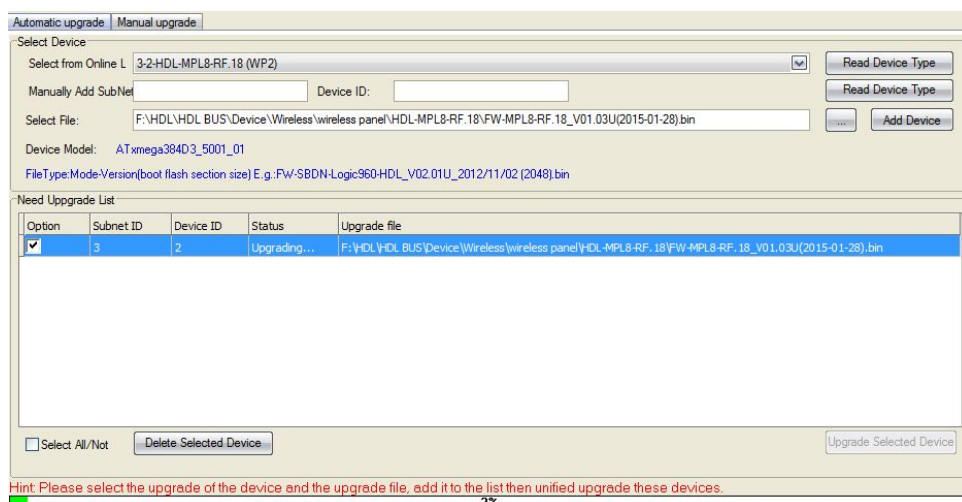 Automatic upgrade Manual upgrade
Select Device
Select from Online L 3-2-HDL-MPL8-RF.18 (WP2) Read Device Type
Manually Add SubNet Device ID: Read Device Type
Select File: F:\HDL\HDL BUS\Device\Wireless\wireless panel\HDL-MPL8-RF.18\FW-MPL8-RF.18_V01.03U(2015-01-28).bin ... Add Device
Device Model: ATxmega384D3_5001_01
FileType:Mode-Version(boot flash section size) E.g.:FW-SBDN-Logic960-HDL_V02.01U_2012/11/02 (2048).bin
Need Uppgrade List
Option Subnet ID Device ID Status Upgrade file
3 2 Upgrading... F:\HDL\HDL BUS\Device\Wireless\wireless panel\HDL-MPL8-RF.18\FW-MPL8-RF.18_V01.03U(2015-01-28).bin
Select All/Not Delete Selected Device Upgrade Selected Device
Hint: Please select the upgrade of the device and the upgrade file, add it to the list then unified upgrade these devices.